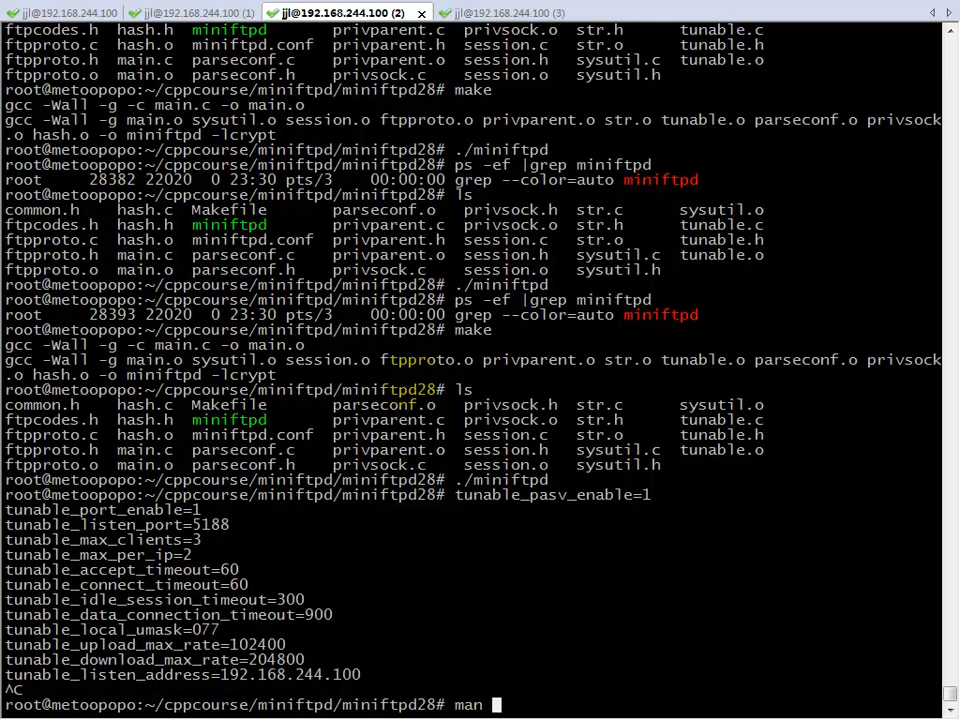 jjl@192.168.244.100 jjl@192.168.244.100 (1) jjl@192.168.244.100 (2) jjl@192.168.244.100 (3)
ftpcodes.h hash.h miniftpd privparent.c privsock.o str.h tunable.c
ftpproto.c hash.o miniftpd.conf privparent.h session.c str.o tunable.h
ftpproto.h main.c parseconf.c privparent.o session.h sysutil.c tunable.o
ftpproto.o main.o parseconf.h privsock.c session.o sysutil.h
root@metoopopo:~/cppcourse/miniftpd/miniftpd28# make
gcc -Wall -g -c main.c -o main.o
gcc -Wall -g main.o sysutil.o session.o ftpproto.o privparent.o str.o tunable.o parseconf.o privsock
.o hash.o -o miniftpd -lcrypt
root@metoopopo:~/cppcourse/miniftpd/miniftpd28# ./miniftpd
root@metoopopo:~/cppcourse/miniftpd/miniftpd28# ps -ef |grep miniftpd
root 28382 22020 0 23:30 pts/3 00:00:00 grep --color=auto miniftpd
root@metoopopo:~/cppcourse/miniftpd/miniftpd28# ls
common.h hash.c Makefile parseconf.o privsock.h str.c sysutil.o
ftpcodes.h hash.h miniftpd privparent.c privsock.o str.h tunable.c
ftpproto.c hash.o miniftpd.conf privparent.h session.c str.o tunable.h
ftpproto.h main.c parseconf.c privparent.o session.h sysutil.c tunable.o
ftpproto.o main.o parseconf.h privsock.c session.o sysutil.h
root@metoopopo:~/cppcourse/miniftpd/miniftpd28# ./miniftpd
root@metoopopo:~/cppcourse/miniftpd/miniftpd28# ps -ef |grep miniftpd
root 28393 22020 0 23:30 pts/3 00:00:00 grep --color=auto miniftpd
root@metoopopo:~/cppcourse/miniftpd/miniftpd28# make
gcc -Wall -g -c main.c -o main.o
gcc -Wall -g main.o sysutil.o session.o ftpproto.o privparent.o str.o tunable.o parseconf.o privsock
.o hash.o -o miniftpd -lcrypt
root@metoopopo:~/cppcourse/miniftpd/miniftpd28# ls
common.h hash.c Makefile parseconf.o privsock.h str.c sysutil.o
ftpcodes.h hash.h miniftpd privparent.c privsock.o str.h tunable.c
ftpproto.c hash.o miniftpd.conf privparent.h session.c str.o tunable.h
ftpproto.h main.c parseconf.c privparent.o session.h sysutil.c tunable.o
ftpproto.o main.o parseconf.h privsock.c session.o sysutil.h
root@metoopopo:~/cppcourse/miniftpd/miniftpd28# ./miniftpd
root@metoopopo:~/cppcourse/miniftpd/miniftpd28# tunable_pasv_enable=1
tunable_port_enable=1
tunable_listen_port=5188
tunable_max_clients=3
tunable_max_per_ip=2
tunable_accept_timeout=60
tunable_connect_timeout=60
tunable_idle_session_timeout=300
tunable_data_connection_timeout=900
tunable_local_umask=077
tunable_upload_max_rate=102400
tunable_download_max_rate=204800
tunable_listen_address=192.168.244.100
^C
root@metoopopo:~/cppcourse/miniftpd/miniftpd28# man